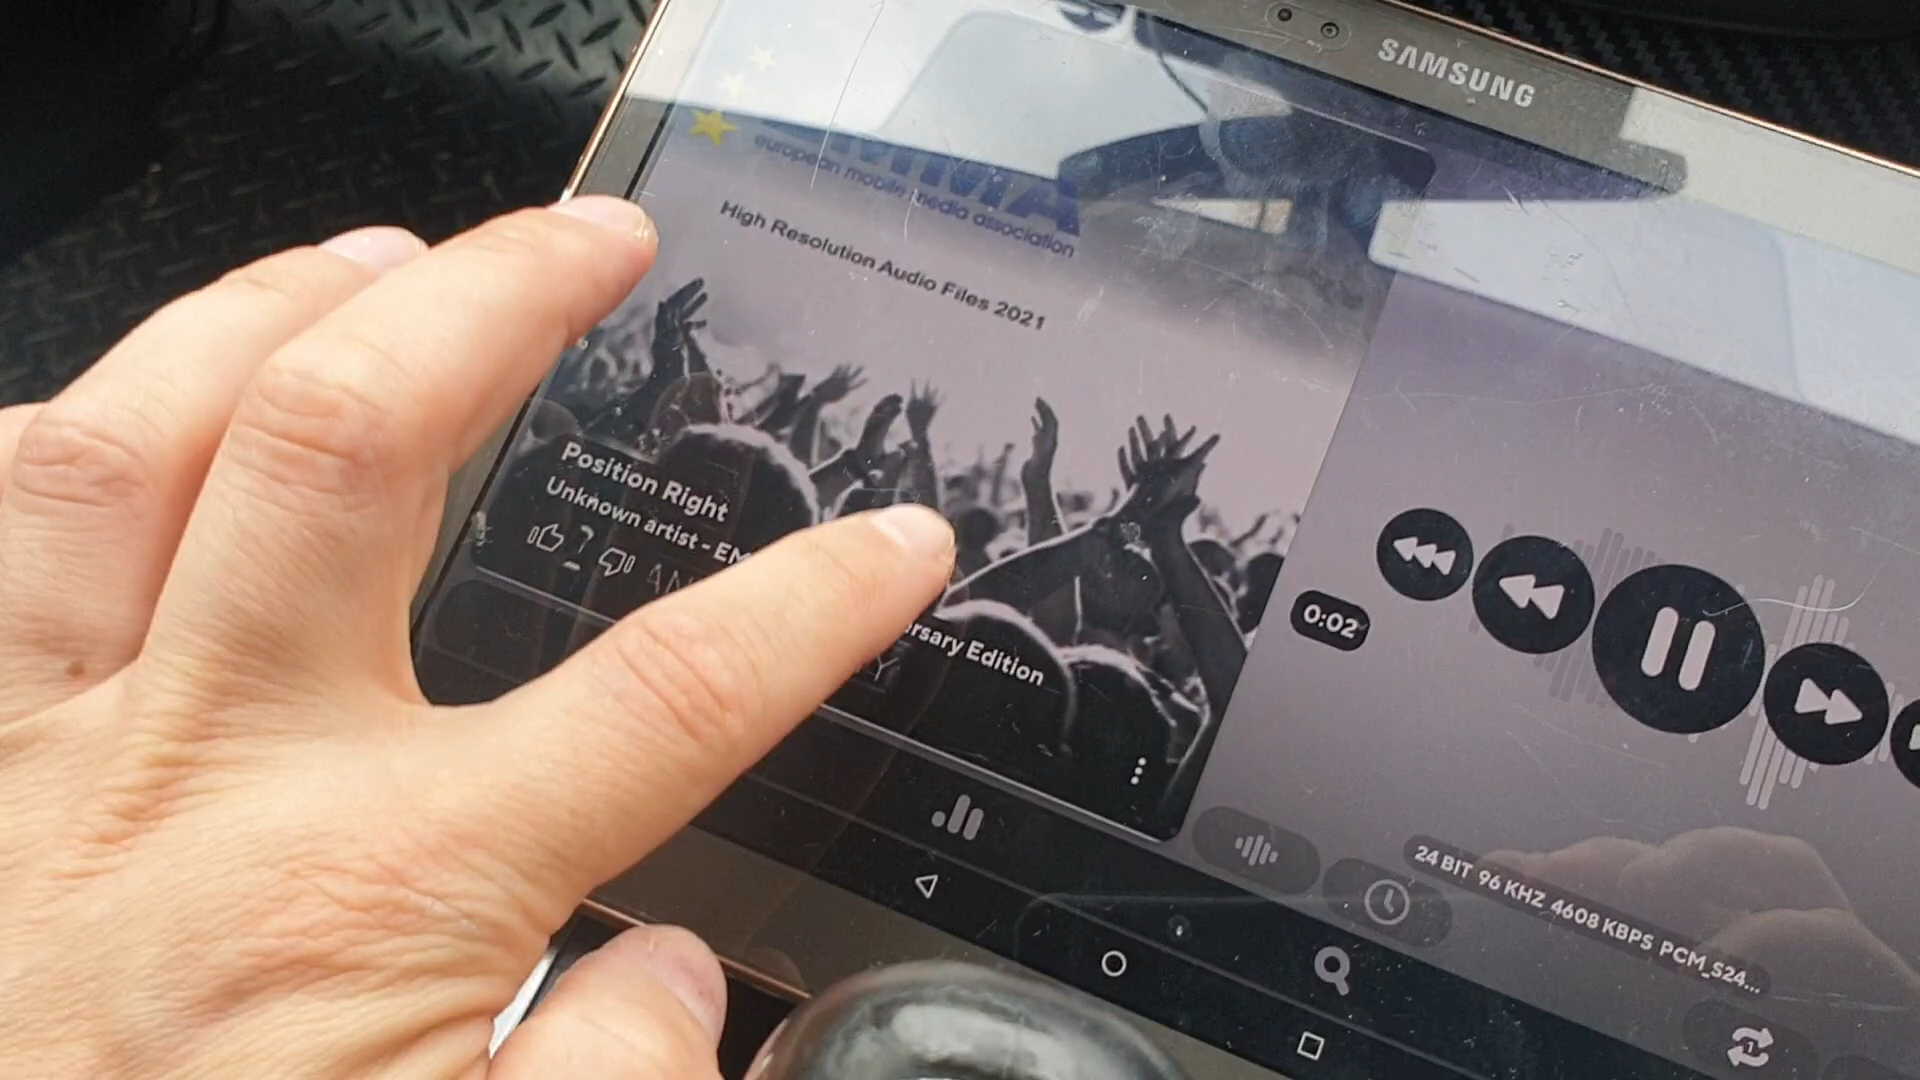 SAMSUNG
european mobile media association
High Resolution Audio Files 2021
Position Right
Unknown artist - EM
Edition
0:02
24 BIT 96 KHZ 4608 KBPS PCM_S24...
1